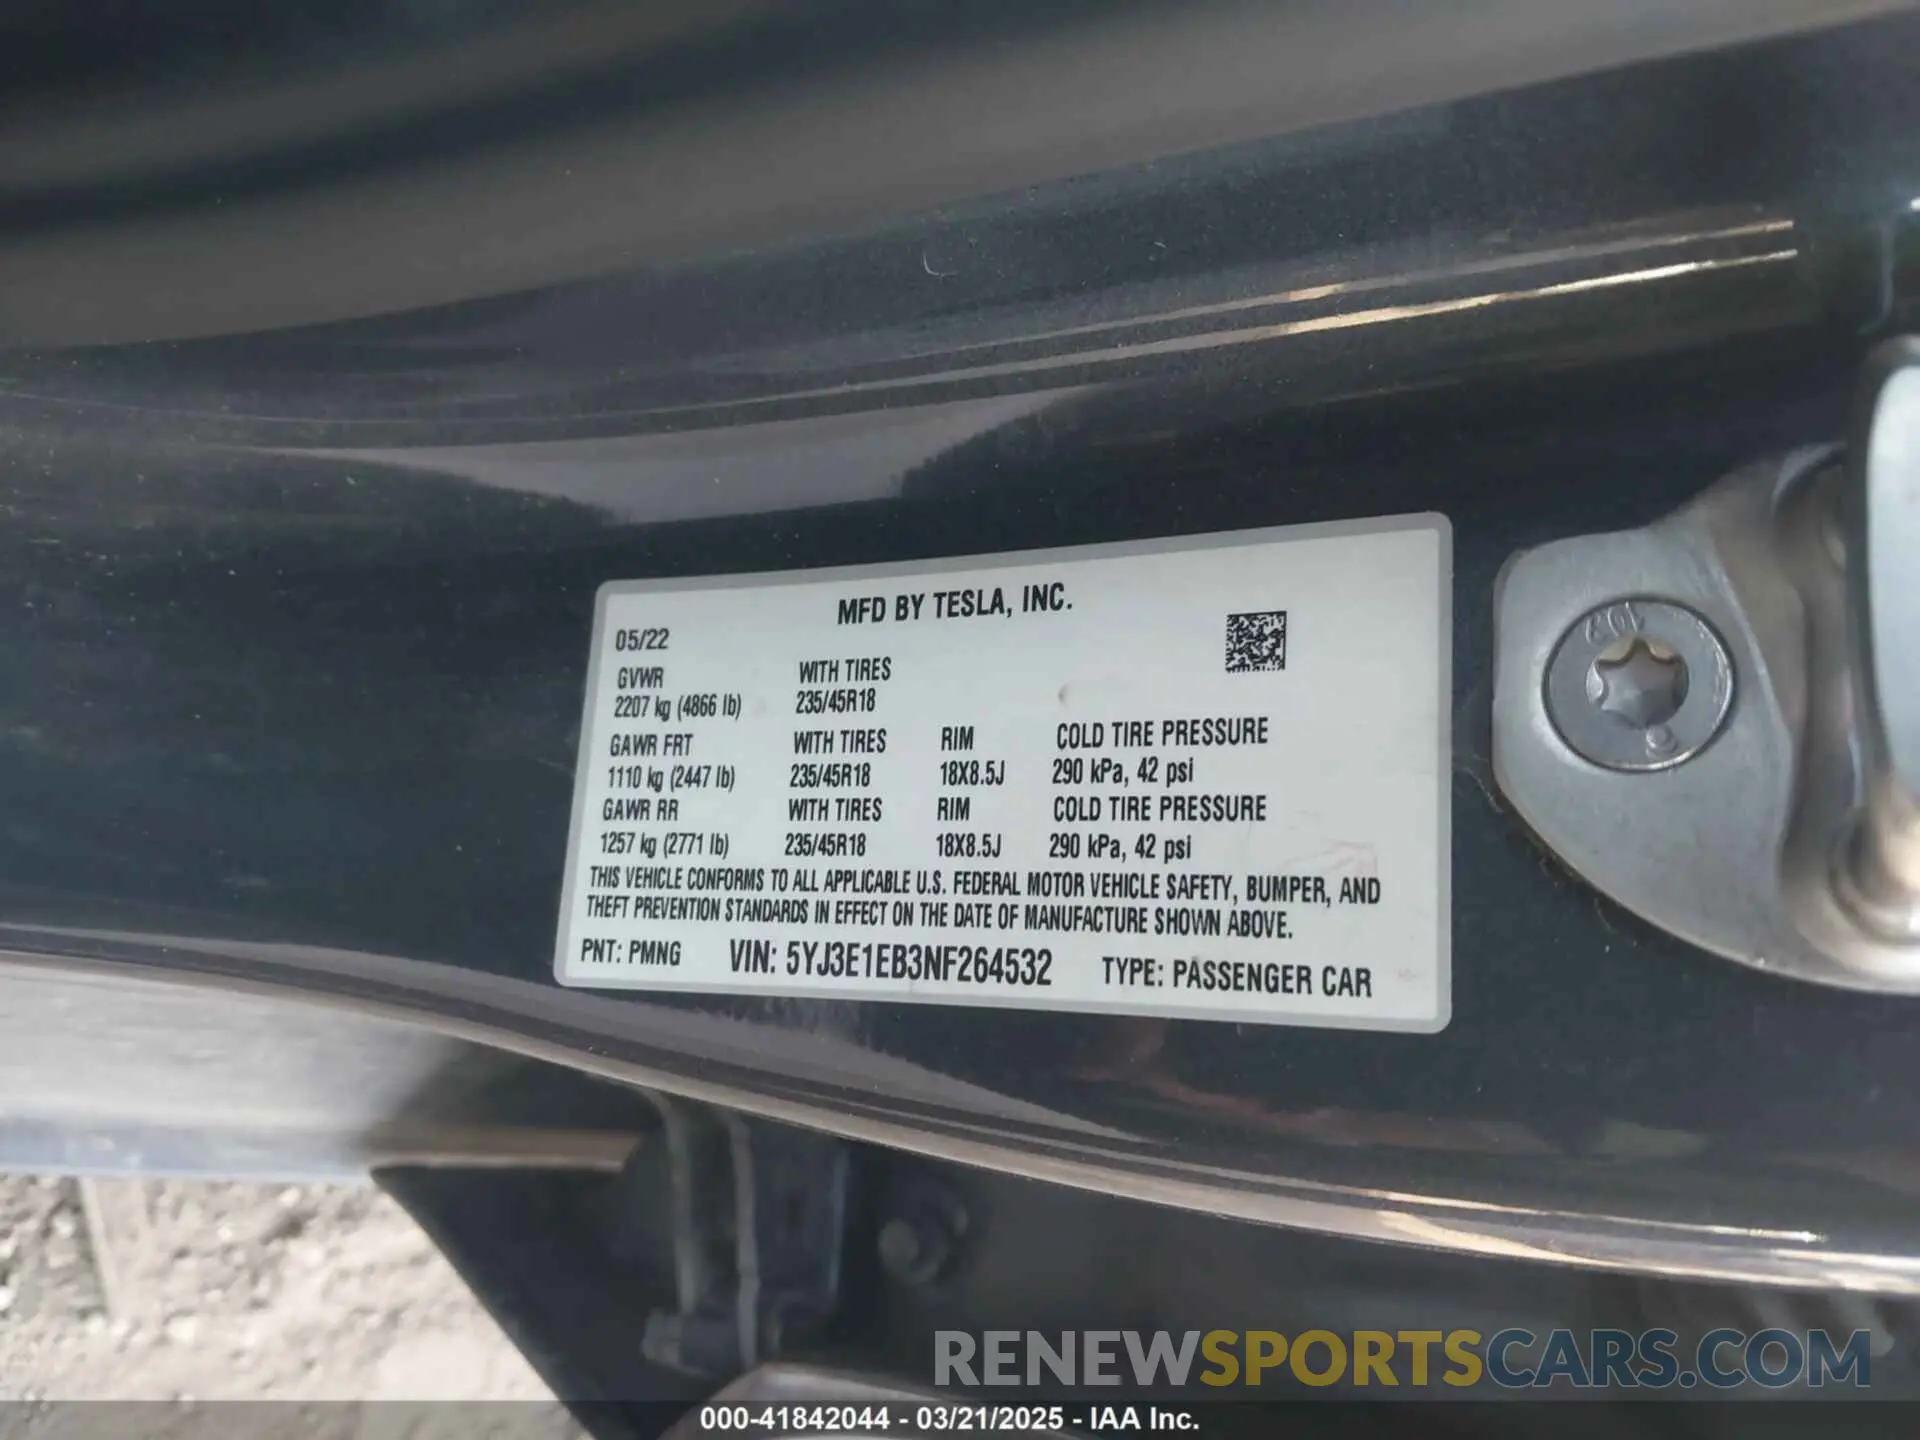 MFD BY TESLA, INC.
05/22
GVWR WITH TIRES
2207 kg (4866 lb) 235/45R18
GAWR FRT WITH TIRES RIM COLD TIRE PRESSURE
1110 kg (2447 lb) 235/45R18 18X8.5J 290 kPa, 42 psi
GAWR RR WITH TIRES RIM COLD TIRE PRESSURE
1257 kg (2771 lb) 235/45R18 18X8.5J 290 kPa, 42 psi
THIS VEHICLE CONFORMS TO ALL APPLICABLE U.S. FEDERAL MOTOR VEHICLE SAFETY, BUMPER, AND
THEFT PREVENTION STANDARDS IN EFFECT ON THE DATE OF MANUFACTURE SHOWN ABOVE.
PNT: PMNG VIN: 5YJ3E1EB3NF264532 TYPE: PASSENGER CAR
RENEWSPORTSCARS.COM
000-41842044 - 03/21/2025 - IAA Inc.